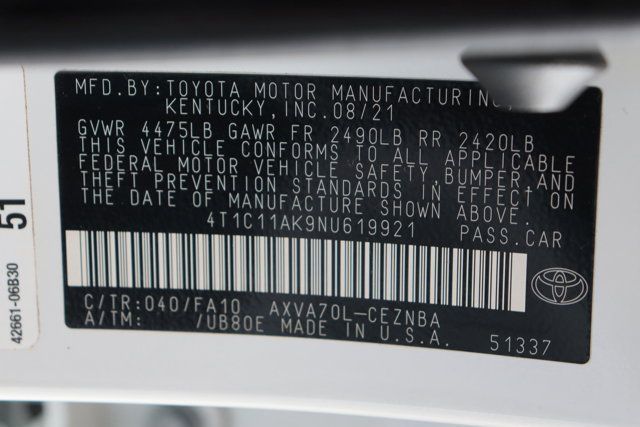 MFD.BY:TOYOTA MOTOR MANUFACTURING,
KENTUCKY,INC.08/21
GVWR 4475LB GAWR FR 2490LB RR 2420LB
THIS VEHICLE CONFORMS TO ALL APPLICABLE
FEDERAL MOTOR VEHICLE SAFETY,BUMPER,AND
THEFT PREVENTION STANDARDS IN EFFECT ON
THE DATE OF MANUFACTURE SHOWN ABOVE.
4T1C11AK9NU619921 PASS.CAR
C/TR:040/FA10 AXVA70L-CEZNBA
A/TM: /UB80E MADE IN U.S.A.
51337
51
42661-06B30